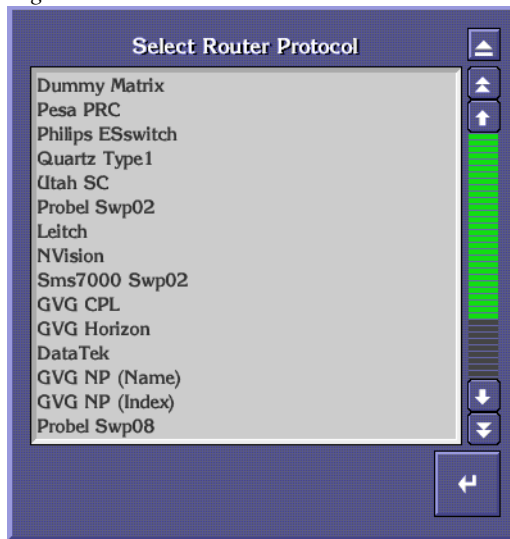 Select Router Protocol
Dummy Matrix
Pesa PRC
Philips ESswitch
Quartz Type1
Utah SC
Probel Swp02
Leitch
NVision
Sms7000 Swp02
GVG CPL
GVG Horizon
DataTek
GVG NP (Name)
GVG NP (Index)
Probel Swp08